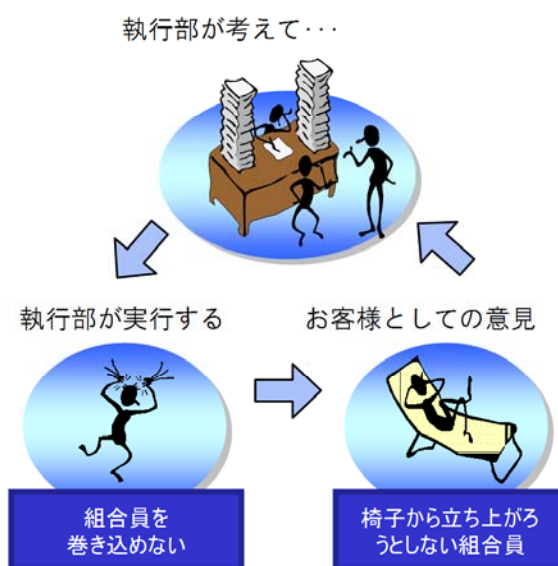 執行部が考えて･･･
執行部が実行する
お客様としての意見
組合員を
巻き込めない
椅子から立ち上がろ
うとしない組合員